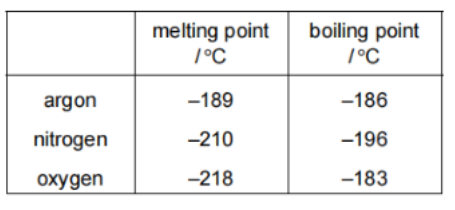 melting point boiling point
/°C /°C
argon –189 –186
nitrogen –210 –196
oxygen –218 –183